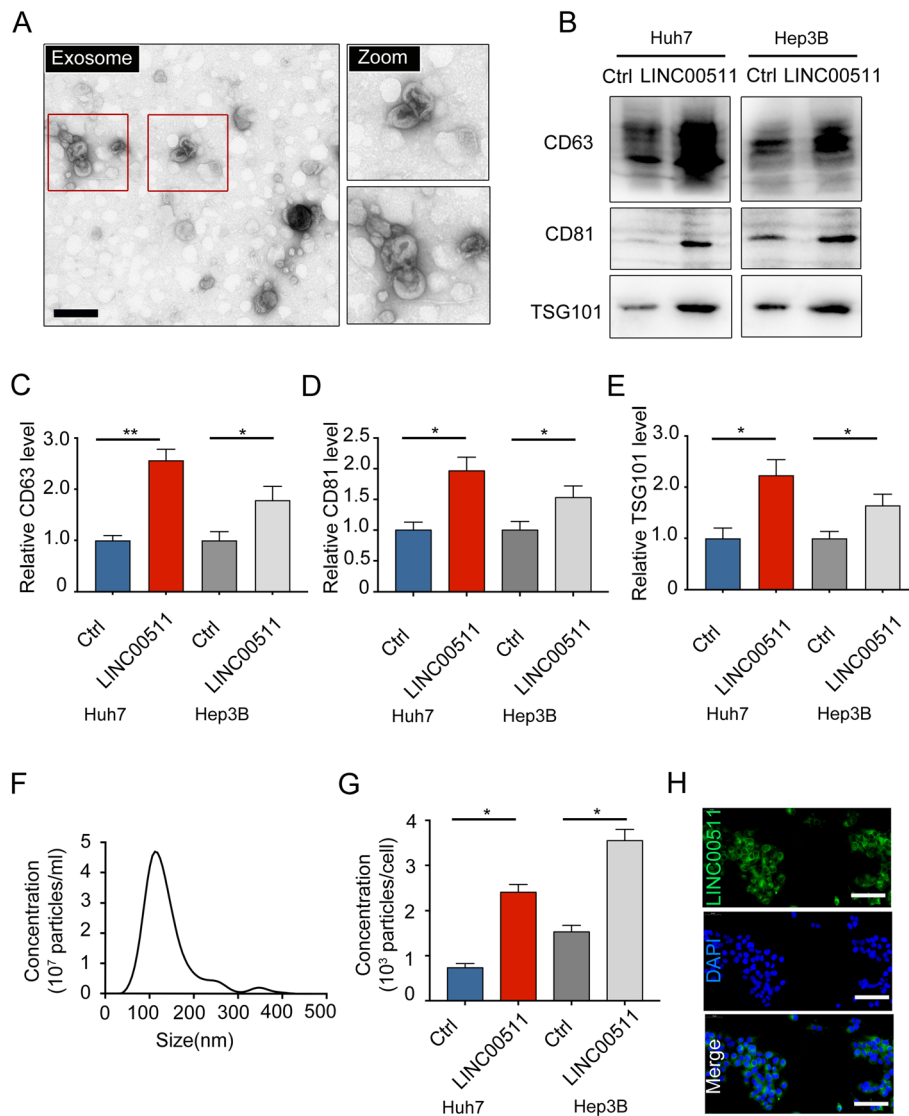 A
Exosome
Zoom
B
Huh7
Hep3B
Ctrl LINC00511
Ctrl LINC00511
CD63
CD81
TSG101
C
Relative CD63 level
3.0
2.0
1.0
0
**
*
Ctrl
LINC00511
Ctrl
LINC00511
Huh7
Hep3B
D
Relative CD81 level
2.5
2.0
1.5
1.0
0.5
0
*
*
Ctrl
LINC00511
Ctrl
LINC00511
Huh7
Hep3B
E
Relative TSG101 level
3.0
2.0
1.0
0
*
*
Ctrl
LINC00511
Ctrl
LINC00511
Huh7
Hep3B
F
Concentration
(10⁷ particles/ml)
5
4
3
2
1
0
0 100 200 300 400 500
Size(nm)
G
Concentration
(10³ particles/cell)
4
3
2
1
0
*
*
Ctrl
LINC00511
Ctrl
LINC00511
Huh7
Hep3B
H
LINC00511
DAPI
Merge